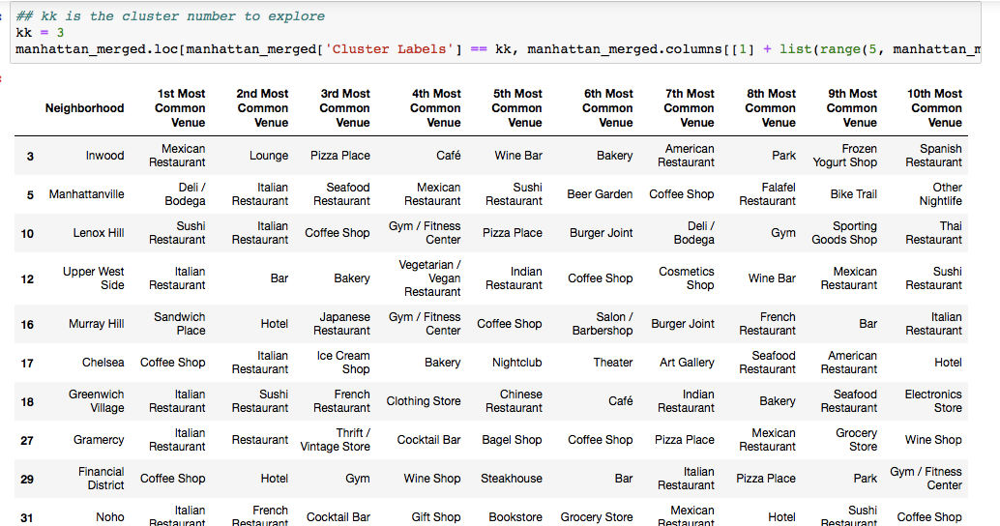 ## kk is the cluster number to explore
kk = 3
manhattan_merged.loc[manhattan_merged['Cluster Labels'] == kk, manhattan_merged.columns[[1] + list(range(5, manhattan_m
Neighborhood 1st Most Common Venue 2nd Most Common Venue 3rd Most Common Venue 4th Most Common Venue 5th Most Common Venue 6th Most Common Venue 7th Most Common Venue 8th Most Common Venue 9th Most Common Venue 10th Most Common Venue
3 Inwood Mexican Restaurant Lounge Pizza Place Café Wine Bar Bakery American Restaurant Park Frozen Yogurt Shop Spanish Restaurant
5 Manhattanville Deli / Bodega Italian Restaurant Seafood Restaurant Mexican Restaurant Sushi Restaurant Beer Garden Coffee Shop Falafel Restaurant Bike Trail Other Nightlife
10 Lenox Hill Sushi Restaurant Italian Restaurant Coffee Shop Gym / Fitness Center Pizza Place Burger Joint Deli / Bodega Gym Sporting Goods Shop Thai Restaurant
12 Upper West Side Italian Restaurant Bar Bakery Vegetarian / Vegan Restaurant Indian Restaurant Coffee Shop Cosmetics Shop Wine Bar Mexican Restaurant Sushi Restaurant
16 Murray Hill Sandwich Place Hotel Japanese Restaurant Gym / Fitness Center Coffee Shop Salon / Barbershop Burger Joint French Restaurant Bar Italian Restaurant
17 Chelsea Coffee Shop Italian Restaurant Ice Cream Shop Bakery Nightclub Theater Art Gallery Seafood Restaurant American Restaurant Hotel
18 Greenwich Village Italian Restaurant Sushi Restaurant French Restaurant Clothing Store Chinese Restaurant Café Indian Restaurant Bakery Seafood Restaurant Electronics Store
27 Gramercy Italian Restaurant Restaurant Thrift / Vintage Store Cocktail Bar Bagel Shop Coffee Shop Pizza Place Mexican Restaurant Grocery Store Wine Shop
29 Financial District Coffee Shop Hotel Gym Wine Shop Steakhouse Bar Italian Restaurant Pizza Place Park Gym / Fitness Center
31 Noho Italian Restaurant French Restaurant Cocktail Bar Gift Shop Bookstore Grocery Store Mexican Restaurant Hotel Sushi Restaurant Coffee Shop